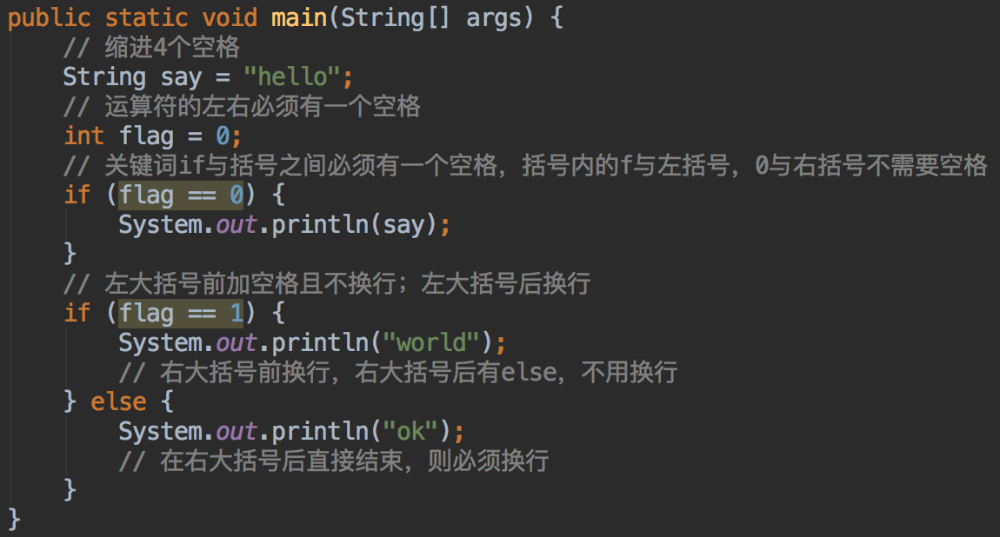 public static void main(String[] args) {
    // 缩进4个空格
    String say = "hello";
    // 运算符的左右必须有一个空格
    int flag = 0;
    // 关键词if与括号之间必须有一个空格，括号内的f与左括号，0与右括号不需要空格
    if (flag == 0) {
        System.out.println(say);
    }
    // 左大括号前加空格且不换行；左大括号后换行
    if (flag == 1) {
        System.out.println("world");
        // 右大括号前换行，右大括号后有else，不用换行
    } else {
        System.out.println("ok");
        // 在右大括号后直接结束，则必须换行
    }
}